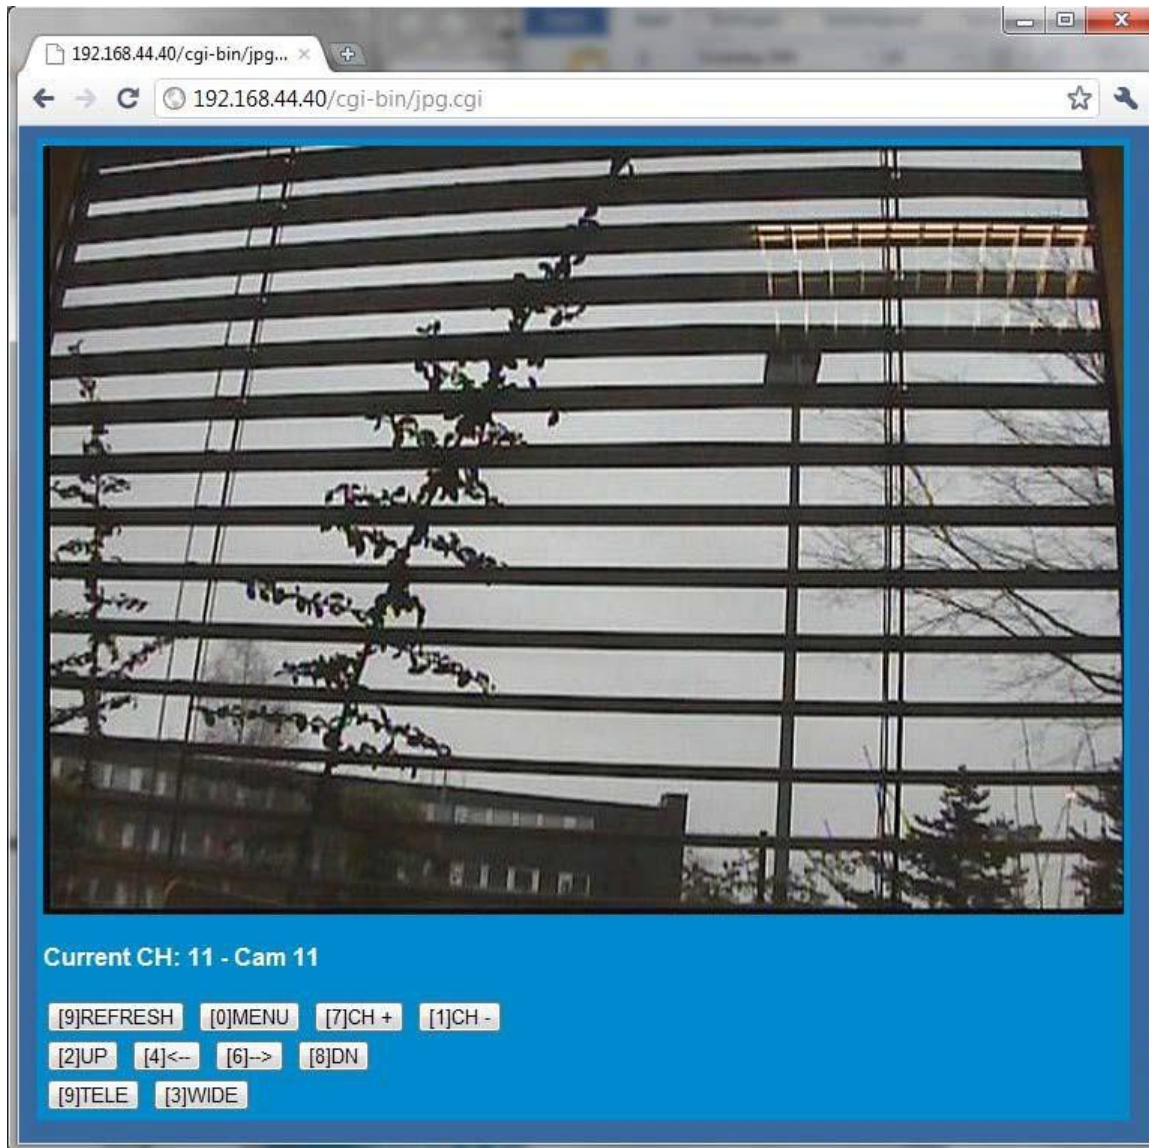 192.168.44.40/cgi-bin/jpg...
192.168.44.40/cgi-bin/jpg.cgi
Current CH: 11 - Cam 11
[9]REFRESH [0]MENU [7]CH + [1]CH -
[2]UP [4]<-- [6]--> [8]DN
[9]TELE [3]WIDE